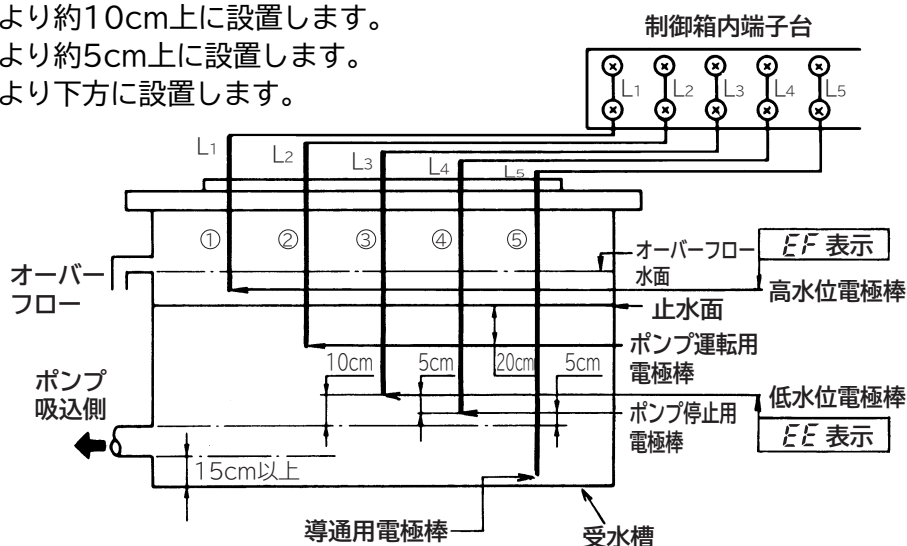 より約10cm上に設置します。
より約5cm上に設置します。
より下方に設置します。
制御箱内端子台
L1 L2 L3 L4 L5
L1 L2 L3 L4 L5
① ② ③ ④ ⑤
オーバー
フロー
オーバーフロー
水面
EF 表示
高水位電極棒
止水面
ポンプ運転用
電極棒
10cm 5cm 20cm 5cm
ポンプ
吸込側
低水位電極棒
ポンプ停止用
電極棒
EE 表示
15cm以上
導通用電極棒
受水槽